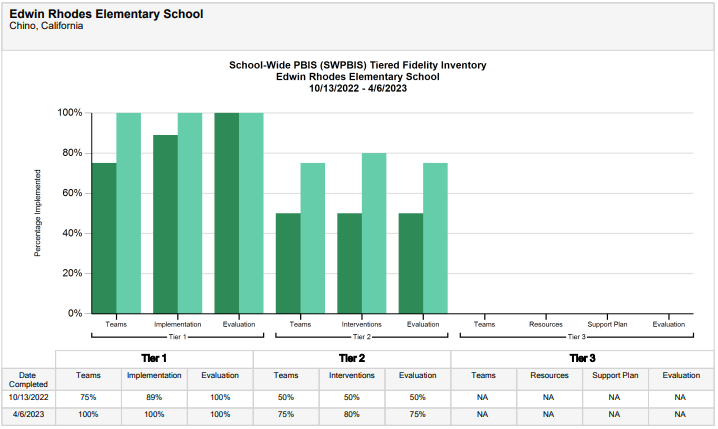 Edwin Rhodes Elementary School
Chino, California
School-Wide PBIS (SWPBIS) Tiered Fidelity Inventory
Edwin Rhodes Elementary School
10/13/2022 - 4/6/2023
Percentage Implemented
100%
80%
60%
40%
20%
0%
Teams Implementation Evaluation Teams Interventions Evaluation Teams Resources Support Plan Evaluation
Tier 1 Tier 2 Tier 3
Tier 1 Tier 2 Tier 3
Date Completed Teams Implementation Evaluation Teams Interventions Evaluation Teams Resources Support Plan Evaluation
10/13/2022 75% 89% 100% 50% 50% 50% NA NA NA NA
4/6/2023 100% 100% 100% 75% 80% 75% NA NA NA NA